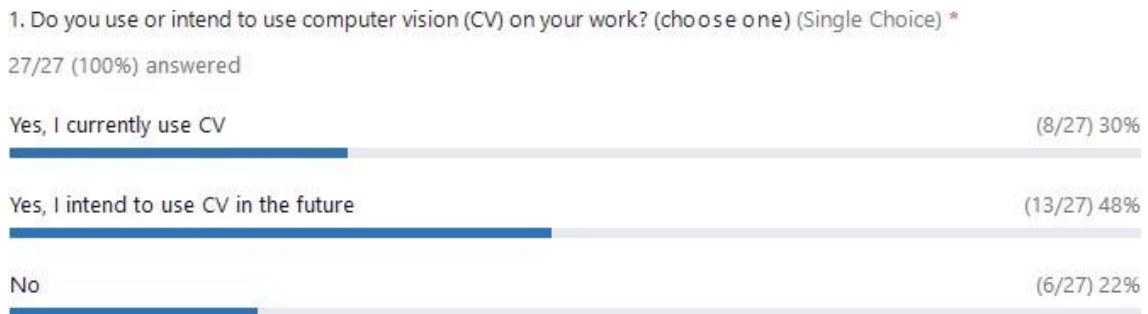 1. Do you use or intend to use computer vision (CV) on your work? (choose one) (Single Choice) *
27/27 (100%) answered
Yes, I currently use CV (8/27) 30%
Yes, I intend to use CV in the future (13/27) 48%
No (6/27) 22%